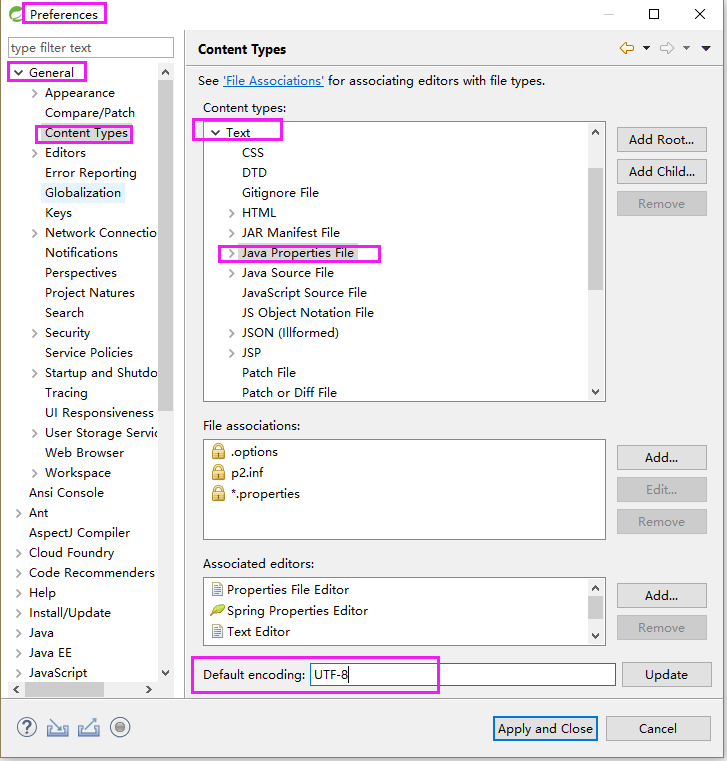 Preferences
type filter text
General
Appearance
Compare/Patch
Content Types
Editors
Error Reporting
Globalization
Keys
Network Connectio
Notifications
Perspectives
Project Natures
Search
Security
Service Policies
Startup and Shutdo
Tracing
UI Responsiveness
User Storage Servic
Web Browser
Workspace
Ansi Console
Ant
AspectJ Compiler
Cloud Foundry
Code Recommenders
Help
Install/Update
Java
Java EE
JavaScript
Content Types
See 'File Associations' for associating editors with file types.
Content types:
Text
CSS
DTD
Gitignore File
HTML
JAR Manifest File
Java Properties File
Java Source File
JavaScript Source File
JS Object Notation File
JSON (Illformed)
JSP
Patch File
Patch or Diff File
Add Root...
Add Child...
Remove
File associations:
.options
p2.inf
*.properties
Add...
Edit...
Remove
Associated editors:
Properties File Editor
Spring Properties Editor
Text Editor
Add...
Remove
Default encoding: UTF-8
Update
?
Apply and Close
Cancel